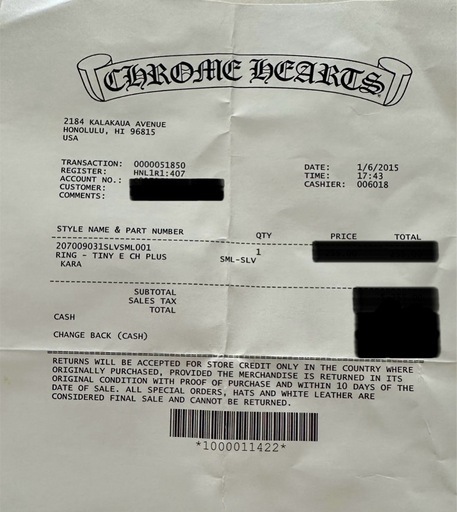 CHROME HEARTS
2184 KALAKAUA AVENUE
HONOLULU, HI 96815
USA
TRANSACTION: 0000051850
REGISTER: HNL1R1:407
ACCOUNT NO.:
CUSTOMER:
COMMENTS:
DATE: 1/6/2015
TIME: 17:43
CASHIER: 006018
STYLE NAME & PART NUMBER QTY PRICE TOTAL
207009031SLVSML001 1
RING - TINY E CH PLUS SML-SLV
KARA
SUBTOTAL
SALES TAX
TOTAL
CASH
CHANGE BACK (CASH)
RETURNS WILL BE ACCEPTED FOR STORE CREDIT ONLY IN THE COUNTRY WHERE
ORIGINALLY PURCHASED, PROVIDED THE MERCHANDISE IS RETURNED IN ITS
ORIGINAL CONDITION WITH PROOF OF PURCHASE AND WITHIN 10 DAYS OF THE
DATE OF SALE. ALL SPECIAL ORDERS, HATS AND WHITE LEATHER ARE
CONSIDERED FINAL SALE AND CANNOT BE RETURNED.
*1000011422*